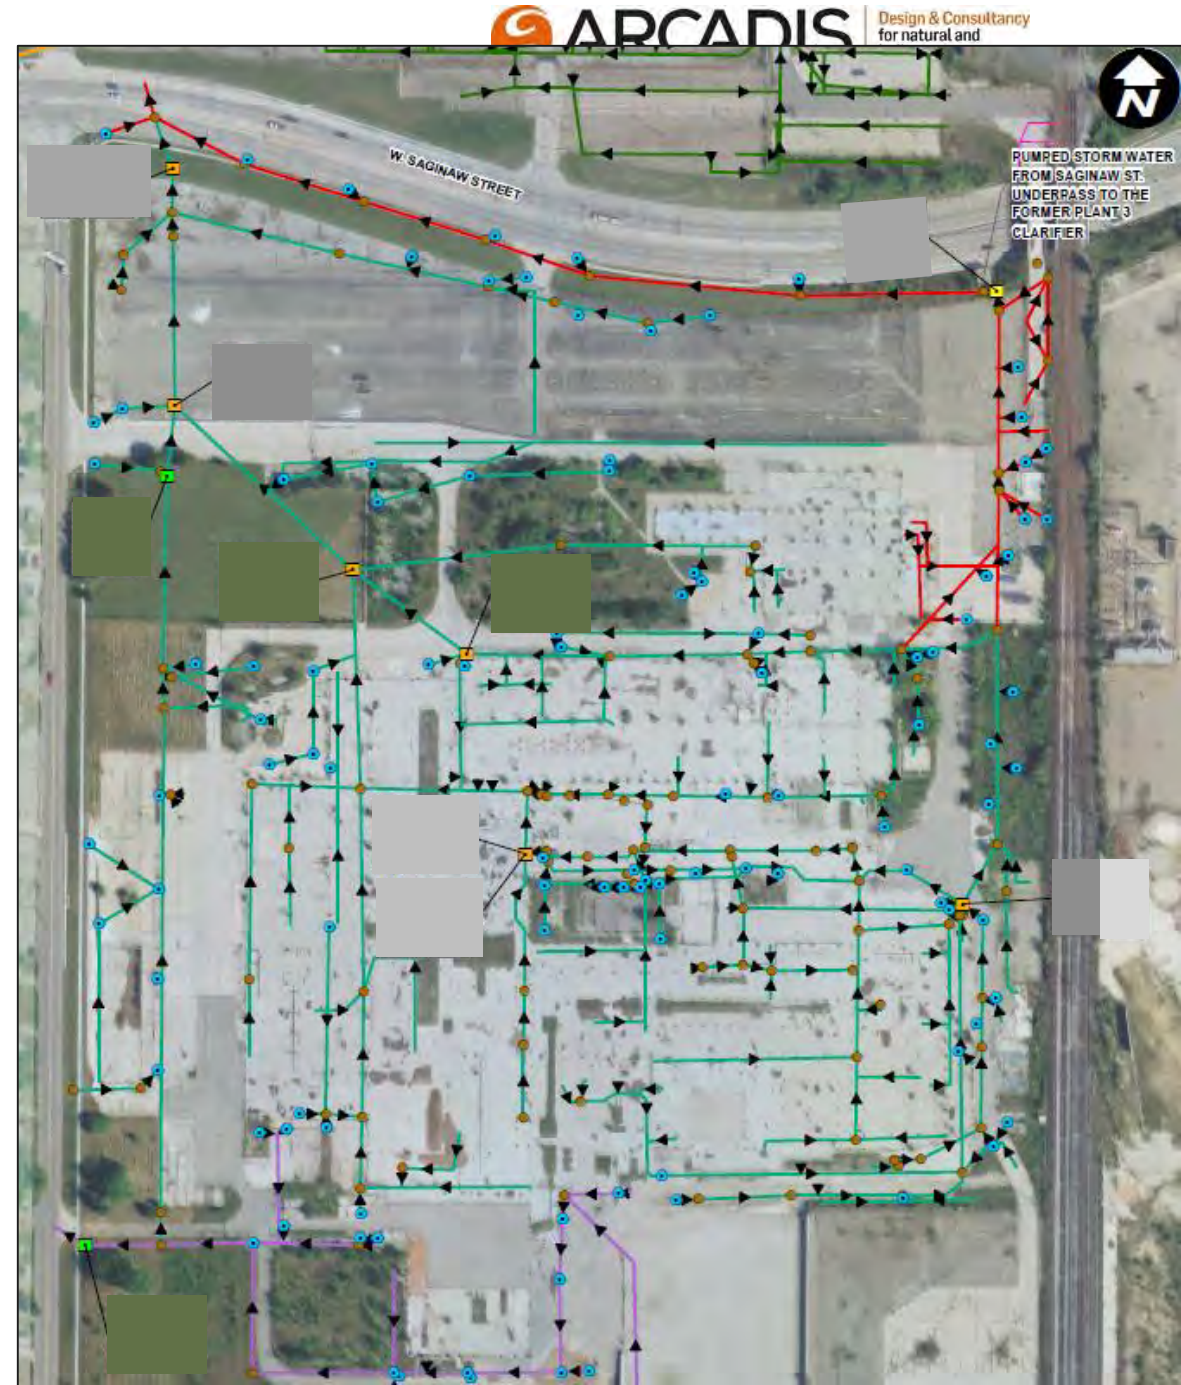 ARCADIS
Design & Consultancy
for natural and
N
W. SAGINAW STREET
PUMPED STORM WATER
FROM SAGINAW ST.
UNDERPASS TO THE
FORMER PLANT 3
CLARIFIER